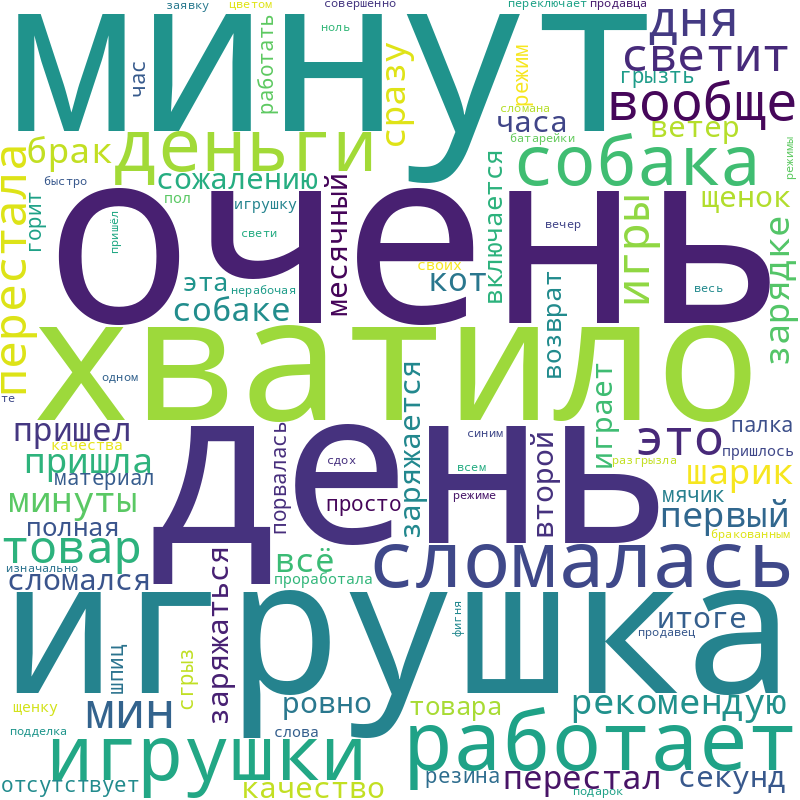 заявку
цветом
совершенно
переключает
продавца
минут
ноль
дня
час
работать
сразу
режим
светит
грызть
вообще
сломана
часа
ветер
батарейки
брак
деньги
собака
режимы
перестала
быстро
сожалению
пол
месячный
включается
щенок
горит
игрушку
пришёл
свети
очень
вечер
игры
зарядке
своих
кот
эта
нерабочая
собаке
возврат
весь
хватило
одном
те
заряжается
играет
пришел
качества
пришла
материал
день
порвалась
сдох
синим
второй
всем
это
палка
пришлось
разгрызла
шарик
минуты
просто
режиме
мячик
первый
полная
бракованным
товар
изначально
сломался
заряжаться
всё
проработала
сломалась
игрушка
фигня
итоге
продавец
шпиц
сгрыз
щенку
мин
ровно
товара
рекомендую
подделка
слова
игрушки
работает
отсутствует
качество
резина
перестал
секунд
подарок